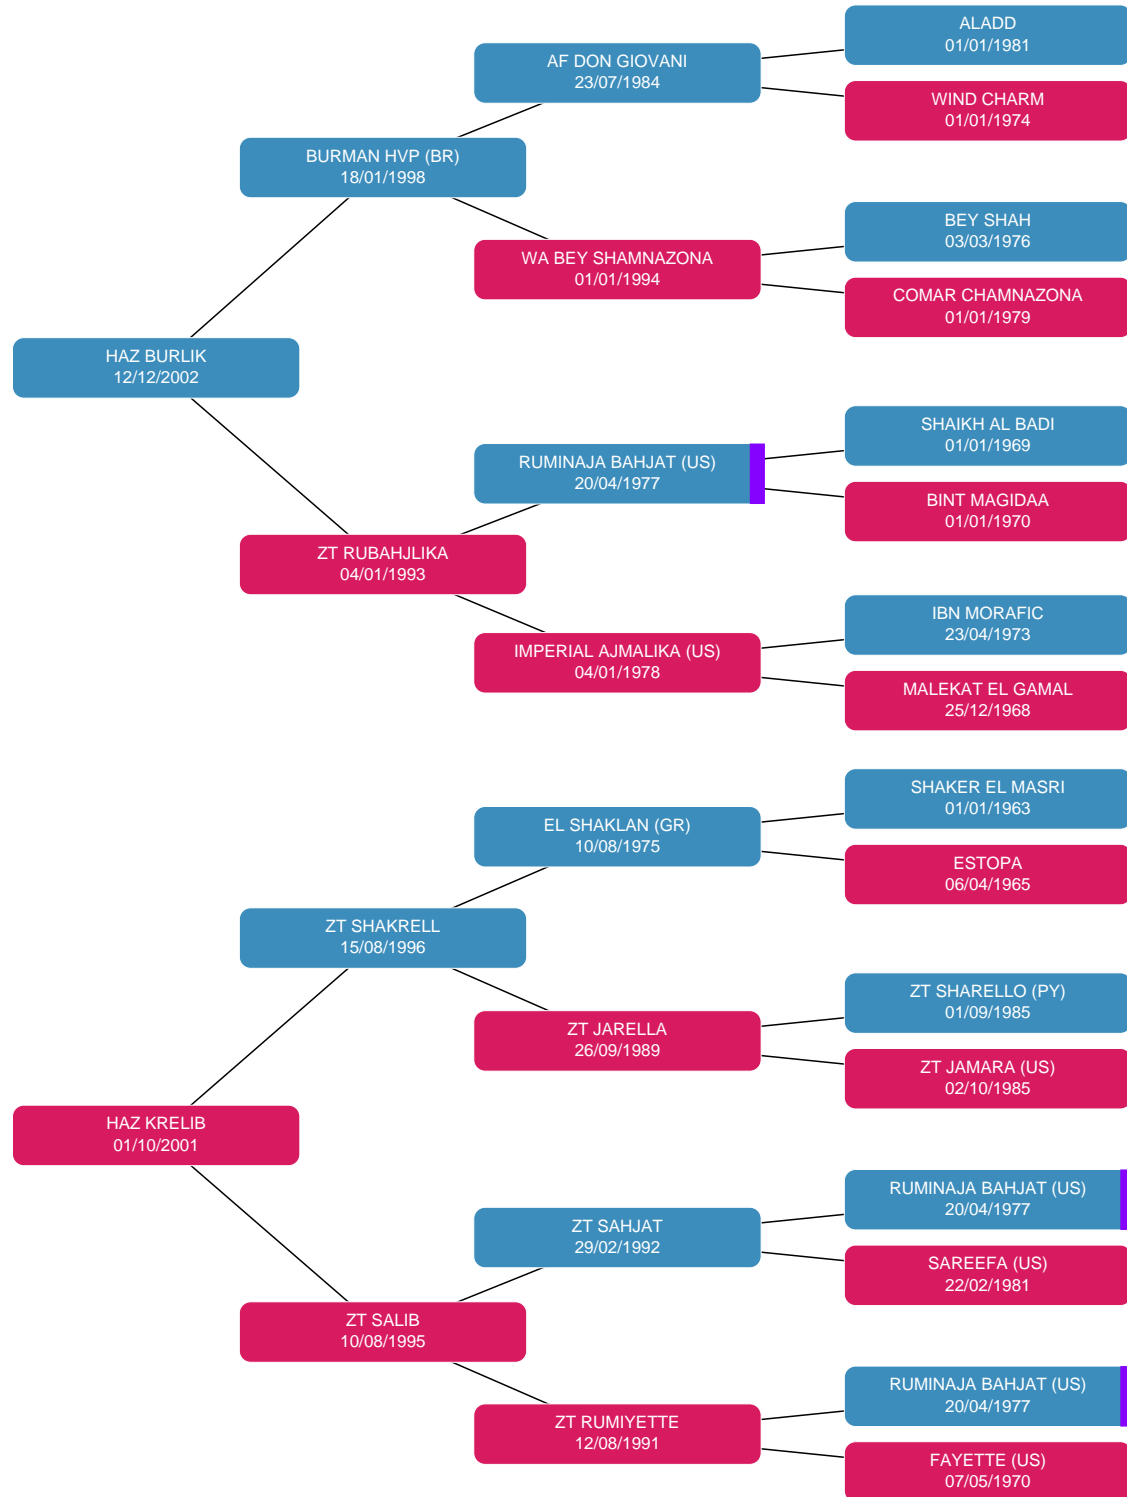 ALADD
01/01/1981
AF DON GIOVANI
23/07/1984
WIND CHARM
01/01/1974
BURMAN HVP (BR)
18/01/1998
BEY SHAH
03/03/1976
WA BEY SHAMNAZONA
01/01/1994
COMAR CHAMNAZONA
01/01/1979
HAZ BURLIK
12/12/2002
SHAIKH AL BADI
01/01/1969
RUMINAJA BAHJAT (US)
20/04/1977
BINT MAGIDAA
01/01/1970
ZT RUBAHJLIKA
04/01/1993
IBN MORAFIC
23/04/1973
IMPERIAL AJMALIKA (US)
04/01/1978
MALEKAT EL GAMAL
25/12/1968
SHAKER EL MASRI
01/01/1963
EL SHAKLAN (GR)
10/08/1975
ESTOPA
06/04/1965
ZT SHAKRELL
15/08/1996
ZT SHARELLO (PY)
01/09/1985
ZT JARELLA
26/09/1989
ZT JAMARA (US)
02/10/1985
HAZ KRELIB
01/10/2001
RUMINAJA BAHJAT (US)
20/04/1977
ZT SAHJAT
29/02/1992
SAREEFA (US)
22/02/1981
ZT SALIB
10/08/1995
RUMINAJA BAHJAT (US)
20/04/1977
ZT RUMIYETTE
12/08/1991
FAYETTE (US)
07/05/1970